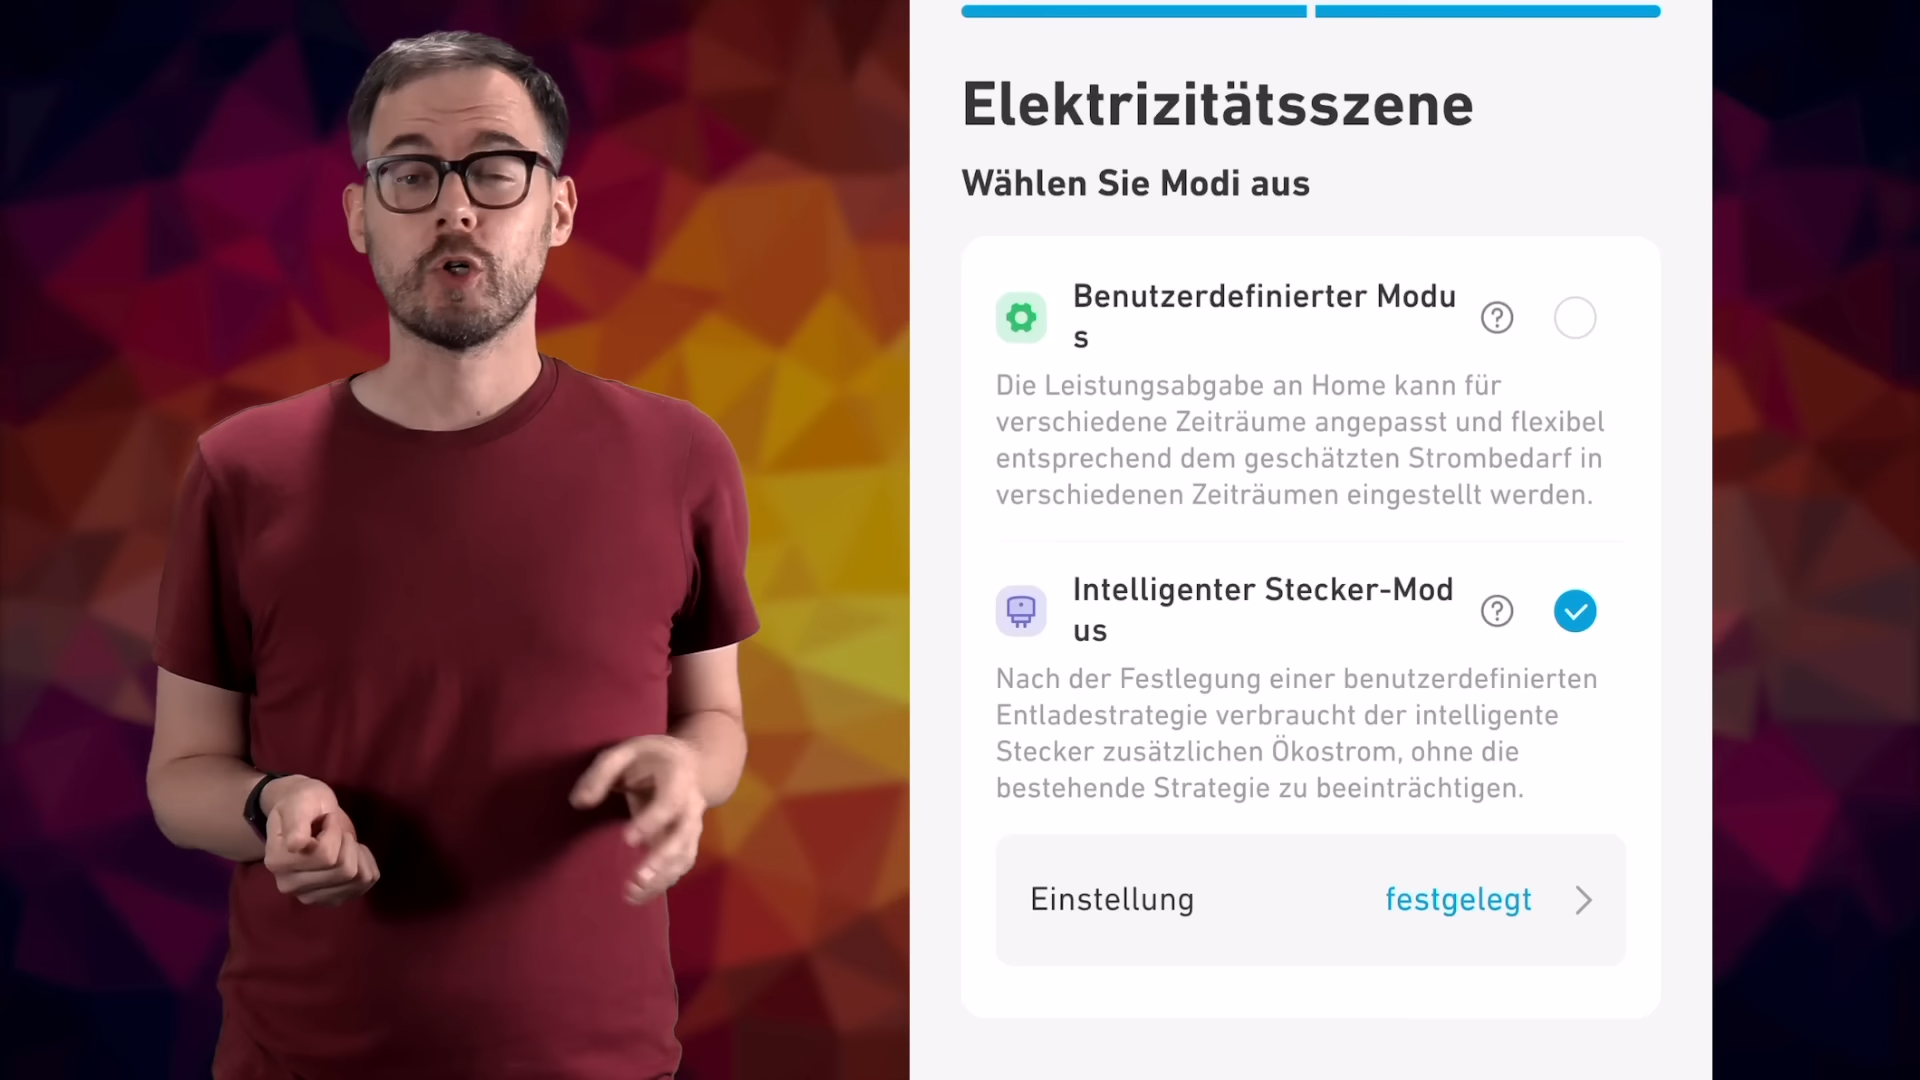 Elektrizitätsszene
Wählen Sie Modi aus
Benutzerdefinierter Modu
s
Die Leistungsabgabe an Home kann für
verschiedene Zeiträume angepasst und flexibel
entsprechend dem geschätzten Strombedarf in
verschiedenen Zeiträumen eingestellt werden.
Intelligenter Stecker-Mod
us
Nach der Festlegung einer benutzerdefinierten
Entladestrategie verbraucht der intelligente
Stecker zusätzlichen Ökostrom, ohne die
bestehende Strategie zu beeinträchtigen.
Einstellung festgelegt